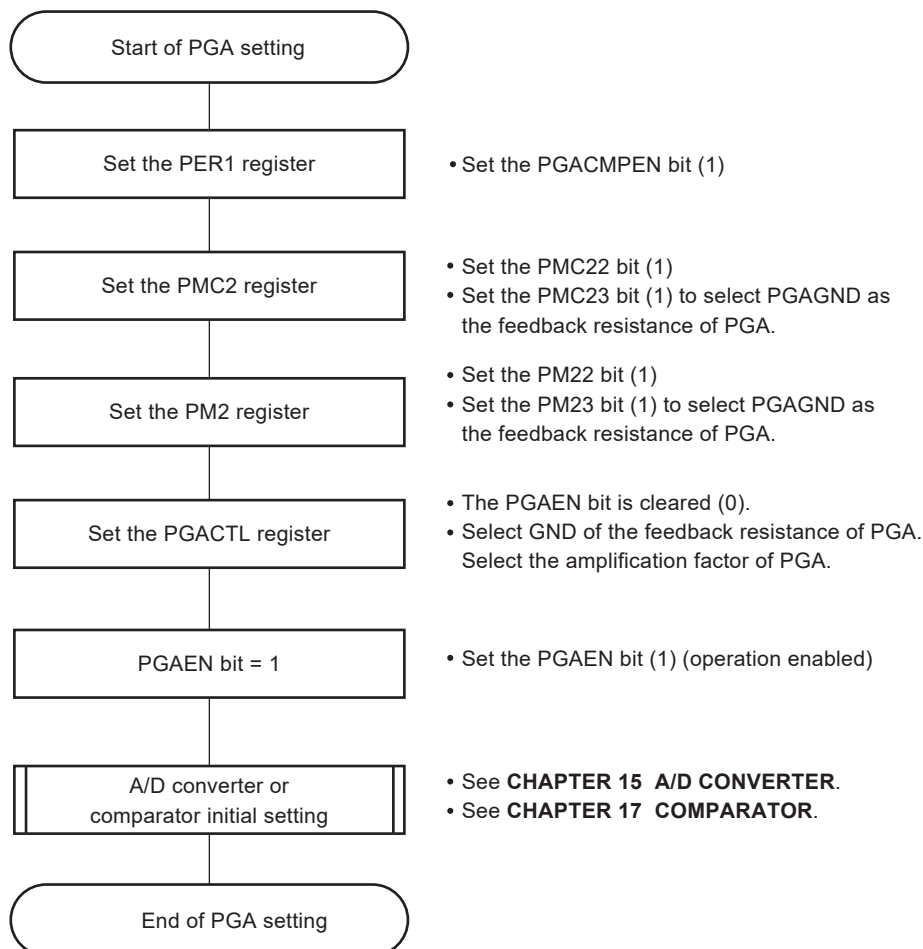 Start of PGA setting
Set the PER1 register
• Set the PGACMPEN bit (1)
Set the PMC2 register
• Set the PMC22 bit (1)
• Set the PMC23 bit (1) to select PGAGND as
the feedback resistance of PGA.
Set the PM2 register
• Set the PM22 bit (1)
• Set the PM23 bit (1) to select PGAGND as
the feedback resistance of PGA.
Set the PGACTL register
• The PGAEN bit is cleared (0).
• Select GND of the feedback resistance of PGA.
Select the amplification factor of PGA.
PGAEN bit = 1
• Set the PGAEN bit (1) (operation enabled)
A/D converter or
comparator initial setting
• See CHAPTER 15 A/D CONVERTER.
• See CHAPTER 17 COMPARATOR.
End of PGA setting